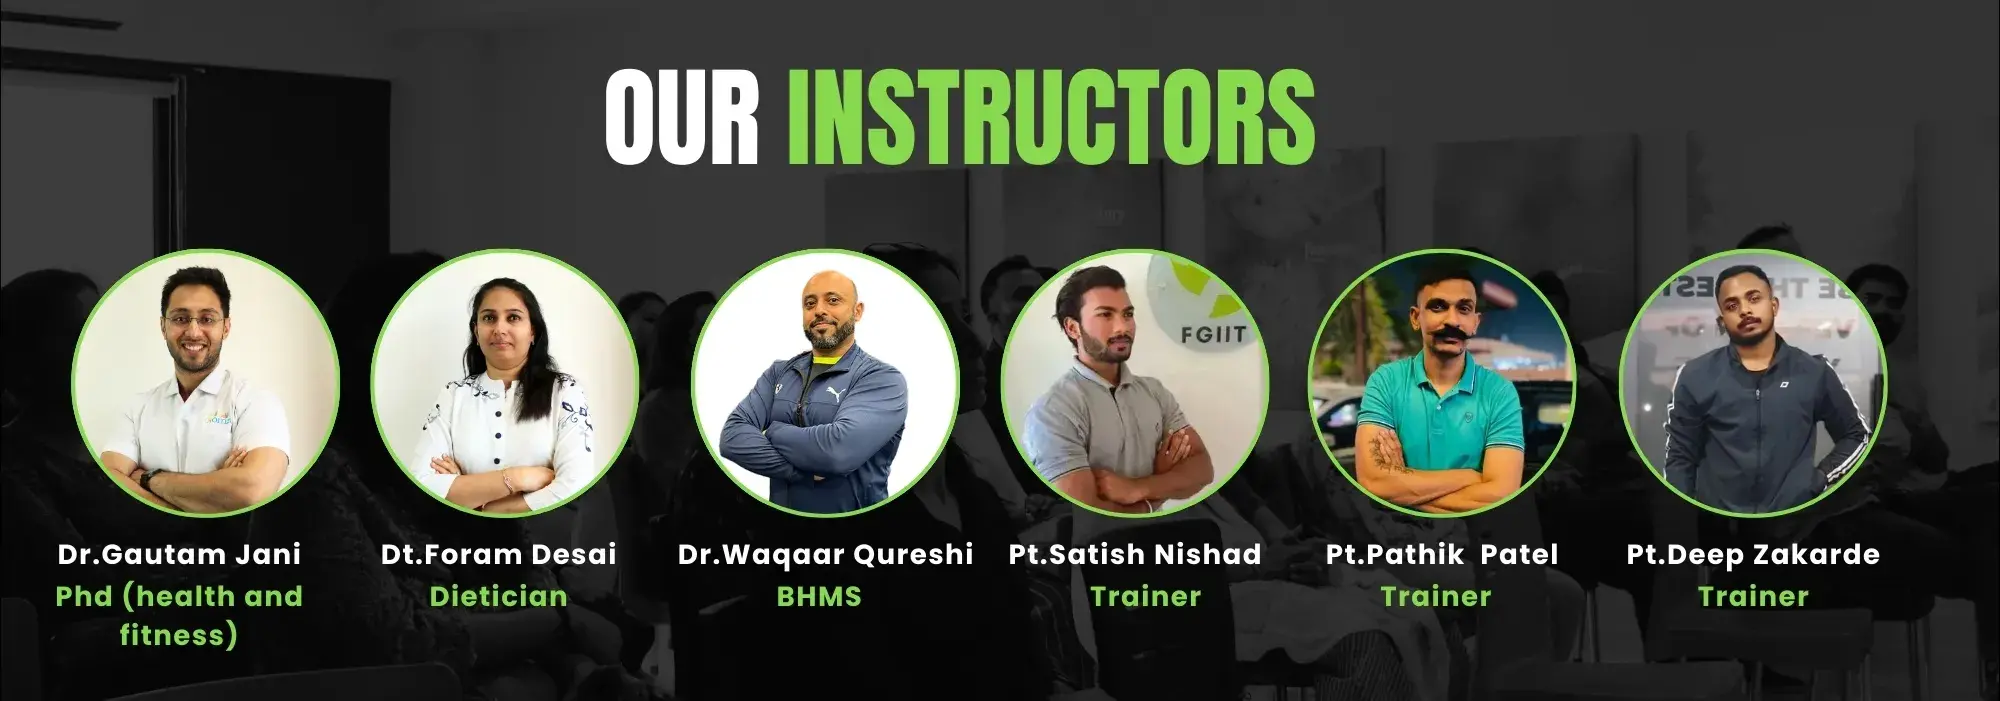 OUR INSTRUCTORS
FGIIT
Dr.Gautam Jani
Phd (health and
fitness)
Dt.Foram Desai
Dietician
Dr.Waqaar Qureshi
BHMS
Pt.Satish Nishad
Trainer
Pt.Pathik Patel
Trainer
Pt.Deep Zakarde
Trainer